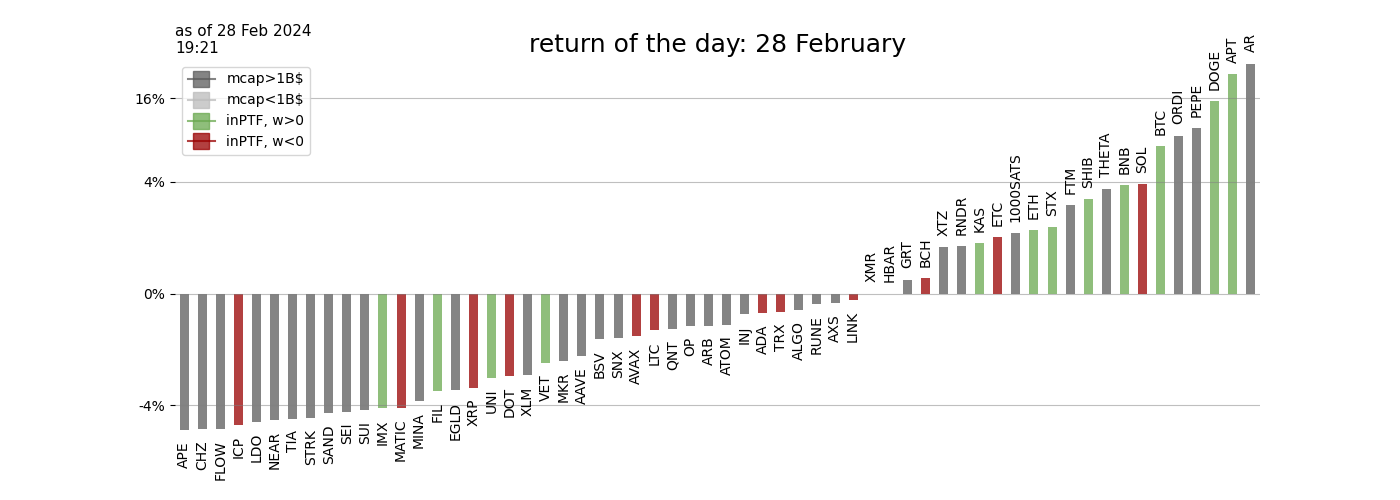 as of 28 Feb 2024
19:21
return of the day: 28 February
mcap>1B$
mcap<1B$
inPTF, w>0
inPTF, w<0
16%
4%
0%
-4%
APE
CHZ
FLOW
ICP
LDO
NEAR
TIA
STRK
SAND
SEI
SUI
IMX
MATIC
MINA
FIL
EGLD
XRP
UNI
DOT
XLM
VET
MKR
AAVE
BSV
SNX
AVAX
LTC
QNT
OP
ARB
ATOM
INJ
ADA
TRX
ALGO
RUNE
AXS
LINK
XMR
HBAR
GRT
BCH
XTZ
RNDR
KAS
ETC
1000SATS
ETH
STX
FTM
SHIB
THETA
BNB
SOL
BTC
ORDI
PEPE
DOGE
APT
AR